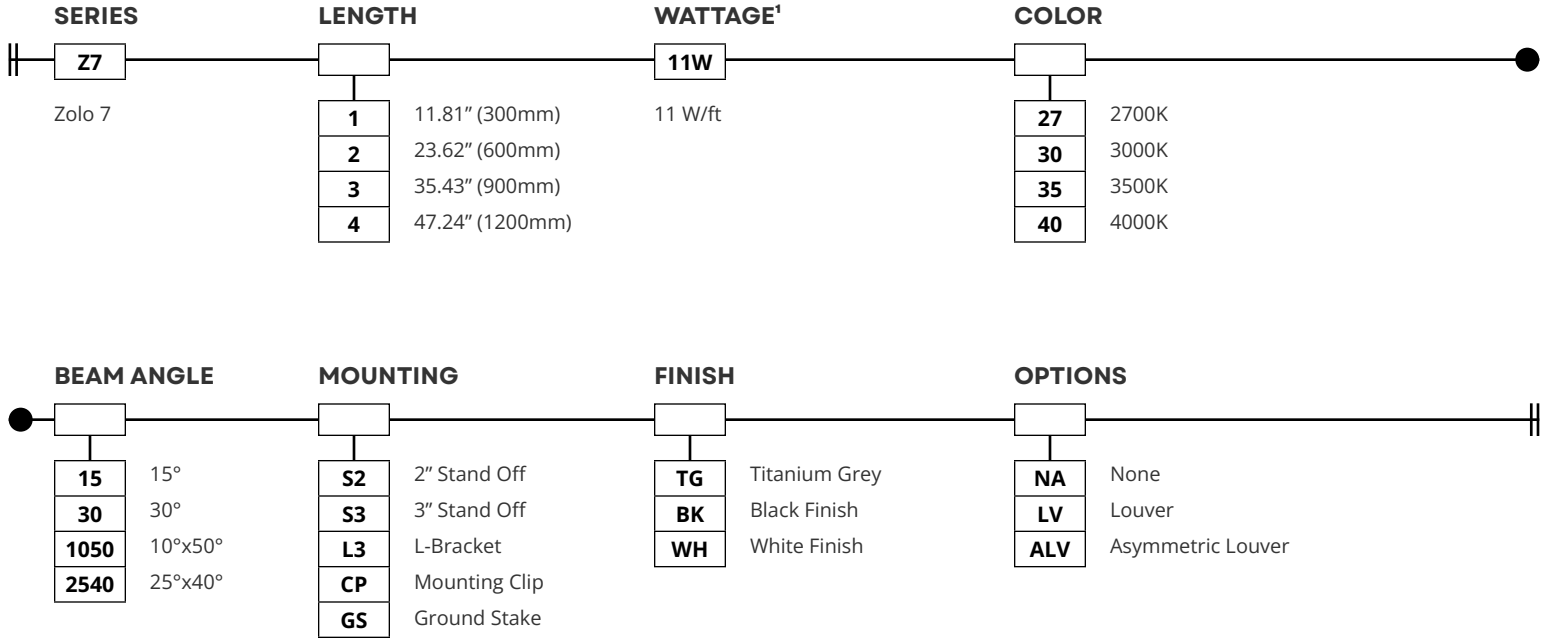 SERIES LENGTH WATTAGE¹ COLOR
Z7 11W
Zolo 7 1 11.81” (300mm) 11 W/ft 27 2700K
2 23.62” (600mm) 30 3000K
3 35.43” (900mm) 35 3500K
4 47.24” (1200mm) 40 4000K
BEAM ANGLE MOUNTING FINISH OPTIONS
15 15° S2 2” Stand Off TG Titanium Grey NA None
30 30° S3 3” Stand Off BK Black Finish LV Louver
1050 10°x50° L3 L-Bracket WH White Finish ALV Asymmetric Louver
2540 25°x40° CP Mounting Clip
GS Ground Stake